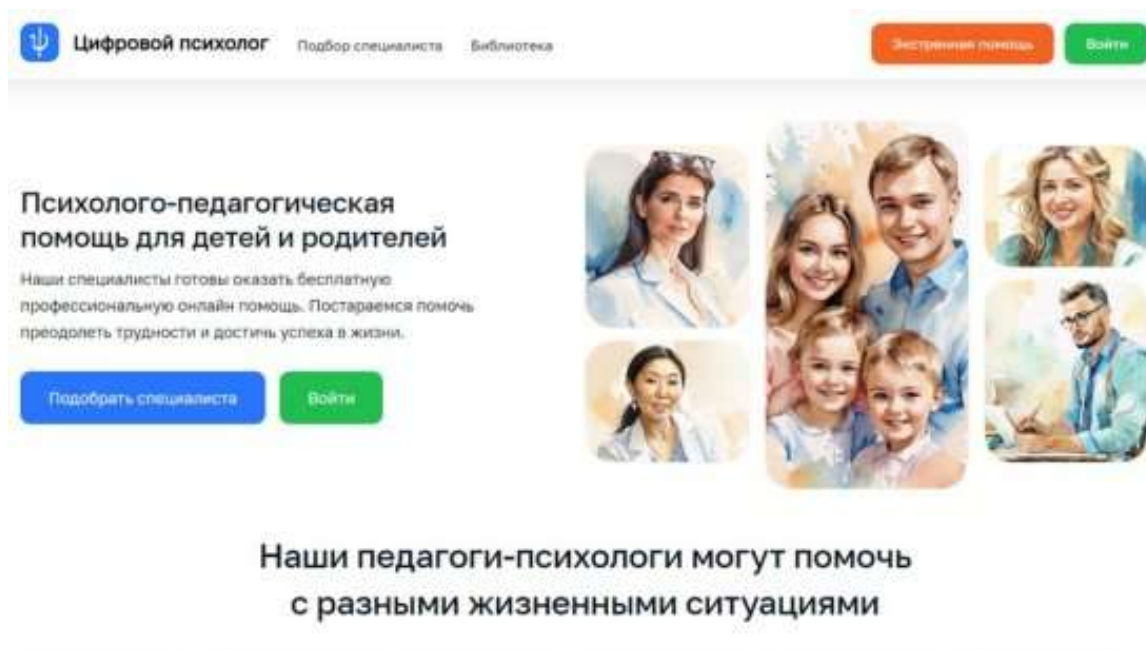 Цифровой психолог Подбор специалиста Библиотека Экстренная помощь Войти
Психолого-педагогическая
помощь для детей и родителей
Наши специалисты готовы оказать бесплатную
профессиональную онлайн помощь. Постараемся помочь
преодолеть трудности и достичь успеха в жизни.
Подобрать специалиста Войти
Наши педагоги-психологи могут помочь
с разными жизненными ситуациями